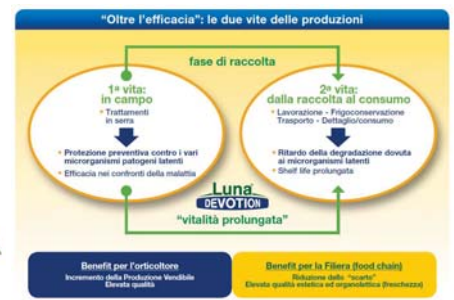 "Oltre l'efficacia": le due vite delle produzioni
fase di raccolta
1ª vita:
in campo
• Trattamenti
in serra
• Protezione preventiva contro i vari
microrganismi patogeni latenti
• Efficacia nei confronti della malattia
2ª vita:
dalla raccolta al consumo
• Lavorazione - Frigoconservazione
Trasporto - Dettaglio/consumo
• Ritardo della degradazione dovuta
ai microrganismi latenti
• Shelf life prolungata
Luna
DEVOTION
"vitalità prolungata"
Benefit per l'orticoltore
Incremento della Produzione Vendibile
Elevata qualità
Benefit per la Filiera (food chain)
Riduzione dello "scarto"
Elevata qualità estetica ed organolettica (freschezza)